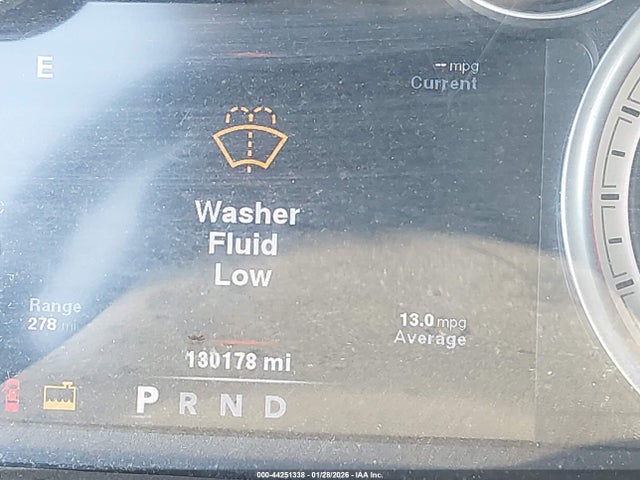 E
-- mpg
Current
Washer
Fluid
Low
Range
278 mi
13.0 mpg
Average
130178 mi
P R N D
000-44251338 - 01/28/2026 - IAA Inc.